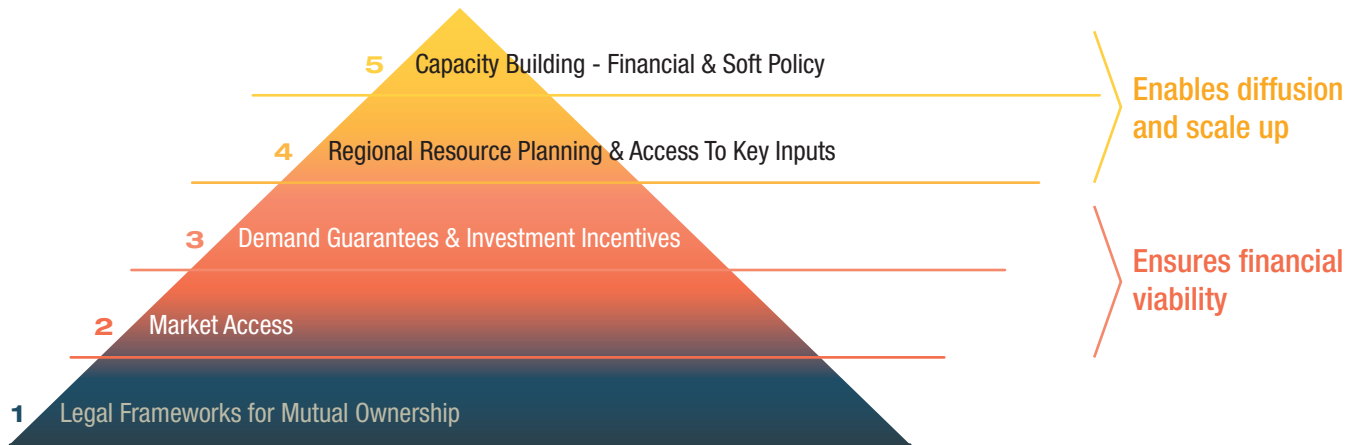 5 Capacity Building - Financial & Soft Policy
Enables diffusion
and scale up
4 Regional Resource Planning & Access To Key Inputs
3 Demand Guarantees & Investment Incentives
Ensures financial
viability
2 Market Access
1 Legal Frameworks for Mutual Ownership